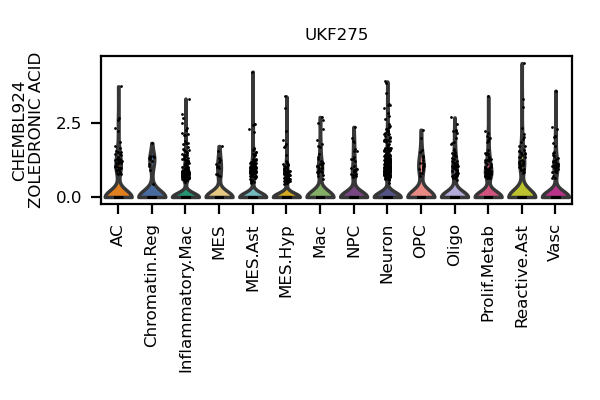 UKF275
CHEMBL924
ZOLEDRONIC ACID
2.5
0.0
AC
Chromatin.Reg
Inflammatory.Mac
MES
MES.Ast
MES.Hyp
Mac
NPC
Neuron
OPC
Oligo
Prolif.Metab
Reactive.Ast
Vasc